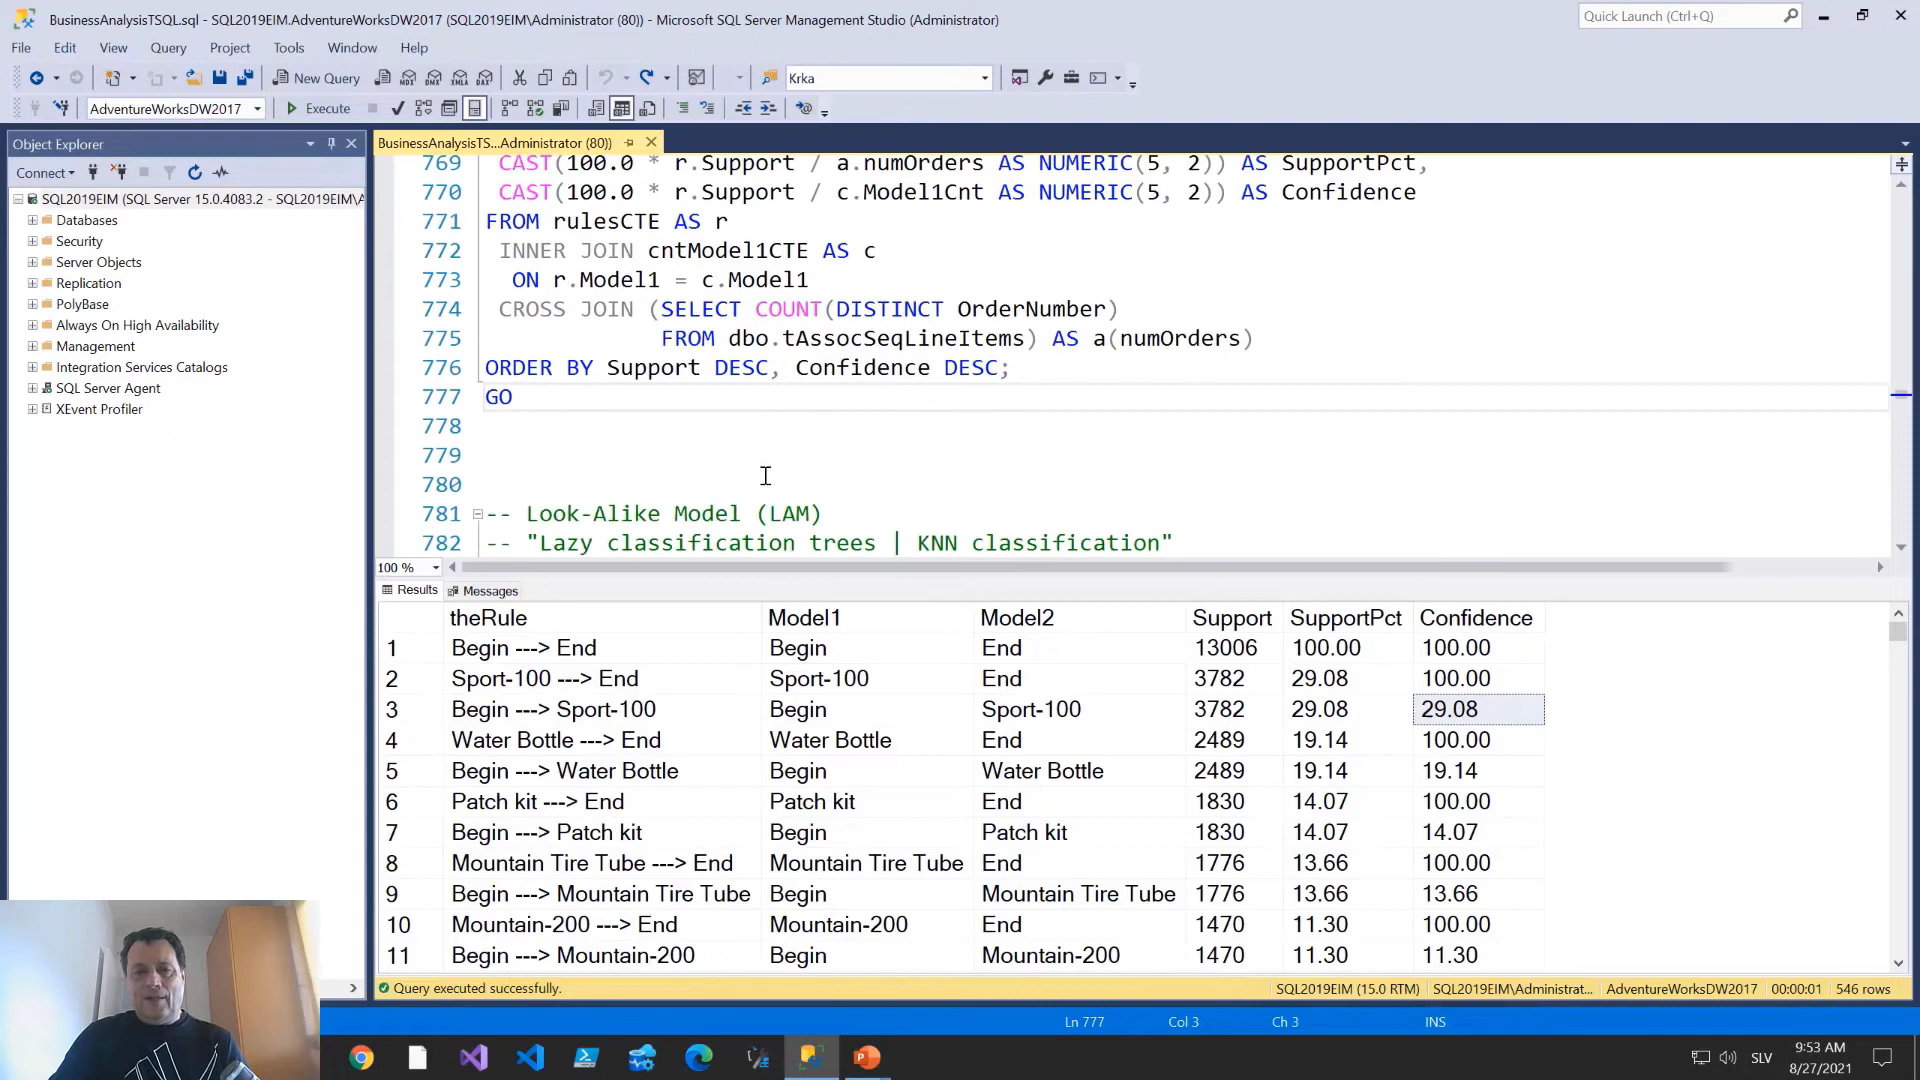 BusinessAnalysisTSQL.sql - SQL2019EIM.AdventureWorksDW2017 (SQL2019EIM\Administrator (80)) - Microsoft SQL Server Management Studio (Administrator)
Quick Launch (Ctrl+Q)
File Edit View Query Project Tools Window Help
New Query MDX DMX XMLA DAX Krka
AdventureWorksDW2017 Execute
Object Explorer
Connect
SQL2019EIM (SQL Server 15.0.4083.2 - SQL2019EIM\A
Databases
Security
Server Objects
Replication
PolyBase
Always On High Availability
Management
Integration Services Catalogs
SQL Server Agent
XEvent Profiler
BusinessAnalysisTS...Administrator (80))
769 CAST(100.0 * r.Support / a.numOrders AS NUMERIC(5, 2)) AS SupportPct,
770 CAST(100.0 * r.Support / c.Model1Cnt AS NUMERIC(5, 2)) AS Confidence
771 FROM rulesCTE AS r
772 INNER JOIN cntModel1CTE AS c
773 ON r.Model1 = c.Model1
774 CROSS JOIN (SELECT COUNT(DISTINCT OrderNumber)
775 FROM dbo.tAssocSeqLineItems) AS a(numOrders)
776 ORDER BY Support DESC, Confidence DESC;
777 GO
778
779
780
781 -- Look-Alike Model (LAM)
782 -- "Lazy classification trees | KNN classification"
100 %
Results Messages
theRule Model1 Model2 Support SupportPct Confidence
1 Begin ---> End Begin End 13006 100.00 100.00
2 Sport-100 ---> End Sport-100 End 3782 29.08 100.00
3 Begin ---> Sport-100 Begin Sport-100 3782 29.08 29.08
4 Water Bottle ---> End Water Bottle End 2489 19.14 100.00
5 Begin ---> Water Bottle Begin Water Bottle 2489 19.14 19.14
6 Patch kit ---> End Patch kit End 1830 14.07 100.00
7 Begin ---> Patch kit Begin Patch kit 1830 14.07 14.07
8 Mountain Tire Tube ---> End Mountain Tire Tube End 1776 13.66 100.00
9 Begin ---> Mountain Tire Tube Begin Mountain Tire Tube 1776 13.66 13.66
10 Mountain-200 ---> End Mountain-200 End 1470 11.30 100.00
11 Begin ---> Mountain-200 Begin Mountain-200 1470 11.30 11.30
Query executed successfully. SQL2019EIM (15.0 RTM) SQL2019EIM\Administrat... AdventureWorksDW2017 00:00:01 546 rows
Ln 777 Col 3 Ch 3 INS
SLV
9:53 AM
8/27/2021